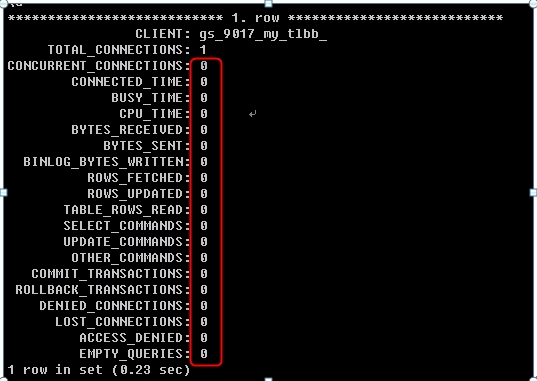 *************************** 1. row ***************************
CLIENT: gs_9017_my_tlbb_
TOTAL_CONNECTIONS: 1
CONCURRENT_CONNECTIONS: 0
CONNECTED_TIME: 0
BUSY_TIME: 0
CPU_TIME: 0
BYTES_RECEIVED: 0
BYTES_SENT: 0
BINLOG_BYTES_WRITTEN: 0
ROWS_FETCHED: 0
ROWS_UPDATED: 0
TABLE_ROWS_READ: 0
SELECT_COMMANDS: 0
UPDATE_COMMANDS: 0
OTHER_COMMANDS: 0
COMMIT_TRANSACTIONS: 0
ROLLBACK_TRANSACTIONS: 0
DENIED_CONNECTIONS: 0
LOST_CONNECTIONS: 0
ACCESS_DENIED: 0
EMPTY_QUERIES: 0
1 row in set (0.23 sec)